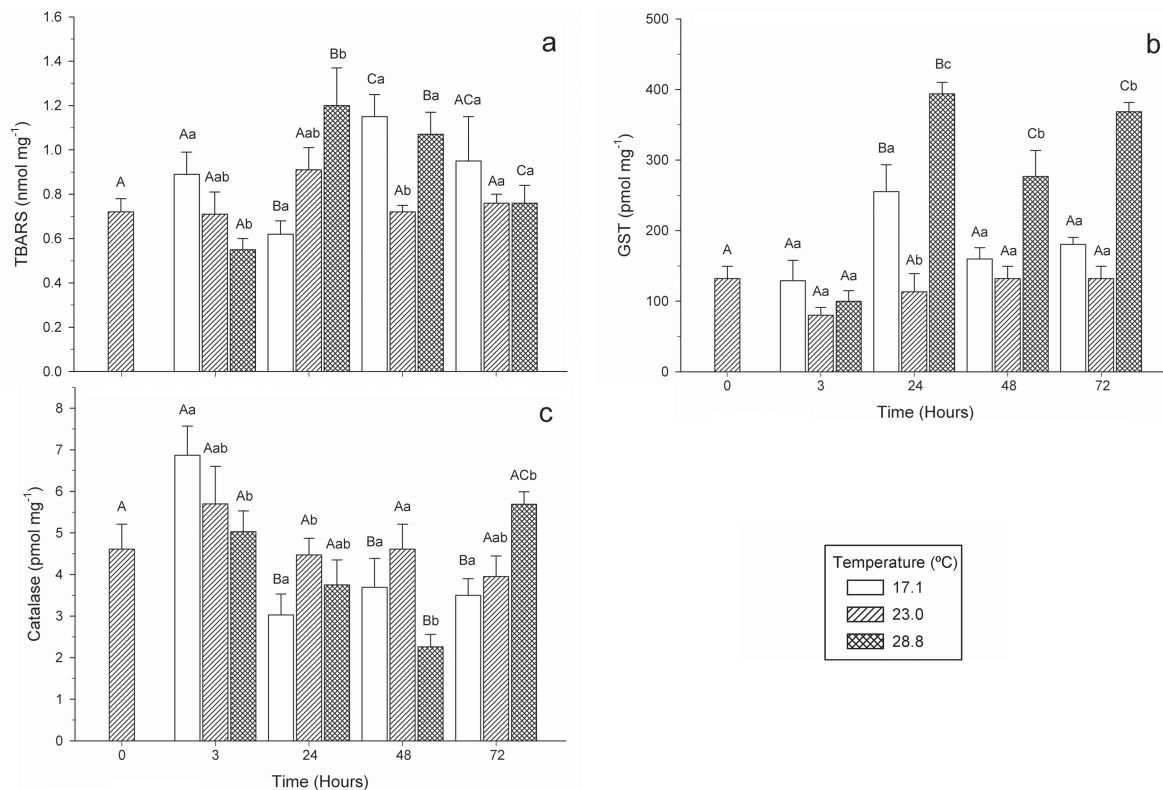 a
TBARS (nmol mg-1)
1.6
1.4
1.2
1.0
0.8
0.6
0.4
0.2
0.0
A
Aa
Aab
Ab
Ba
Aab
Bb
Ca
Ab
Ba
ACa
Aa
Ca
b
GST (pmol mg-1)
500
400
300
200
100
0
A
Aa
Aa
Aa
Ba
Ab
Bc
Aa
Aa
Cb
Aa
Aa
Cb
0 3 24 48 72
Time (Hours)
c
Catalase (pmol mg-1)
8
7
6
5
4
3
2
1
0
A
Aa
Aab
Ab
Ba
Ab
Aab
Ba
Aa
Bb
Ba
Aab
ACb
0 3 24 48 72
Time (Hours)
Temperature (ºC)
17.1
23.0
28.8